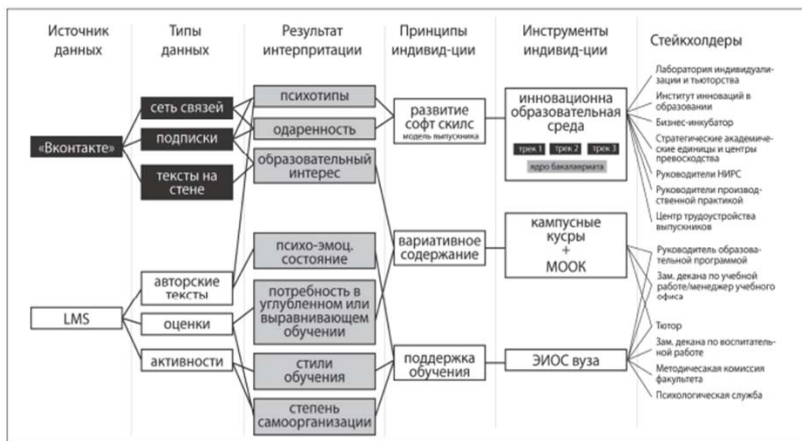 Источник
данных
Типы
данных
Результат
интерпритации
Принципы
индивид-ции
Инструменты
индивид-ции
Стейкхолдеры
«Вконтакте»
LMS
сеть связей
подписки
тексты на
стене
авторские
тексты
оценки
активности
психотипы
одаренность
образовательный
интерес
психо-эмоц.
состояние
потребность в
углубленном или
выравнивающем
обучении
стили
обучения
степень
самоорганизации
развитие
софт скилс
модель выпускника
вариативное
содержание
поддержка
обучения
инновационна
образовательная
среда
трек 1 трек 2 трек 3
ядро бакалавриата
кампусные
кусры
+
МООК
ЭИОС вуза
Лаборатория индивидуали-
зации и тьюторства
Институт инноваций в
образовании
Бизнес-инкубатор
Стратегические академиче-
ские единицы и центры
превосходства
Руководители НИРС
Руководители производ-
ственной практикой
Центр трудоустройства
выпускников
Руководитель образова-
тельной программой
Зам. декана по учебной
работе/менеджер учебного
офиса
Тютор
Зам. декана по воспитатель-
ной работе
Методичесакая комиссия
факультета
Психологическая служба